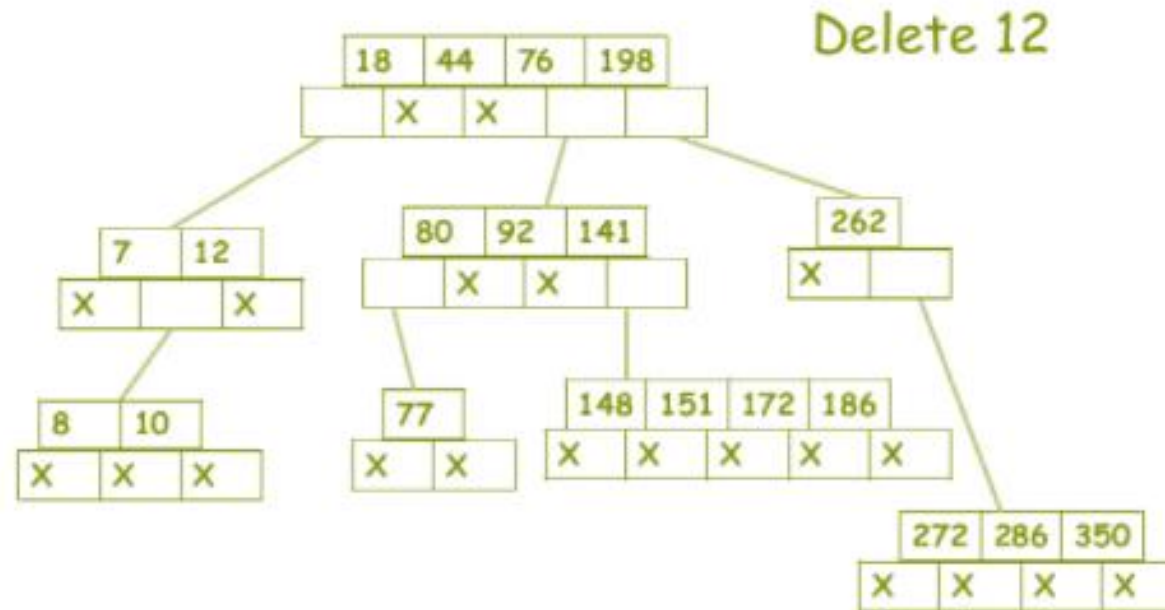 Delete 12
18 44 76 198
X X
7 12
X X
80 92 141
X X
262
X
8 10
X X X
77
X X
148 151 172 186
X X X X X
272 286 350
X X X X